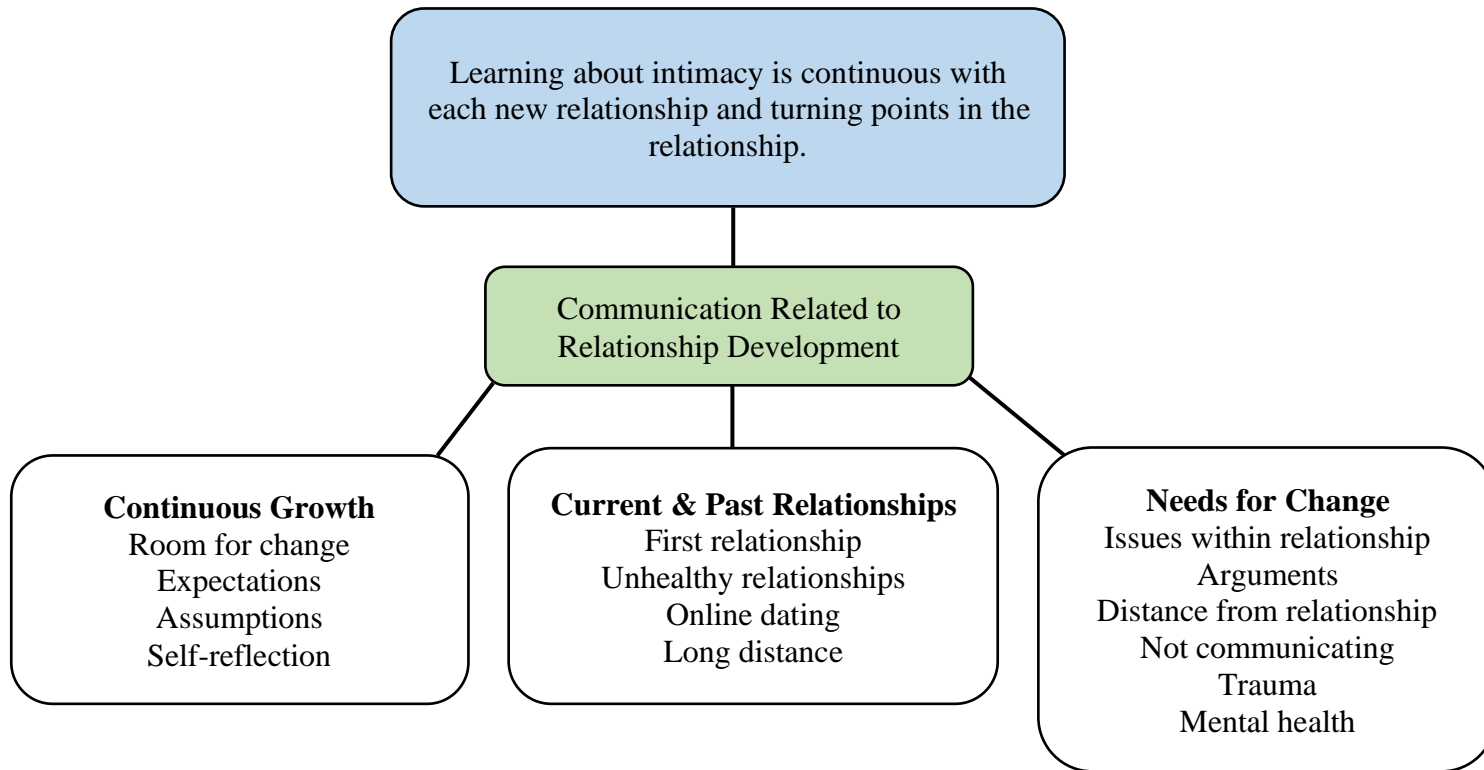 Learning about intimacy is continuous with
each new relationship and turning points in the
relationship.
Communication Related to
Relationship Development
Continuous Growth
Room for change
Expectations
Assumptions
Self-reflection
Current & Past Relationships
First relationship
Unhealthy relationships
Online dating
Long distance
Needs for Change
Issues within relationship
Arguments
Distance from relationship
Not communicating
Trauma
Mental health